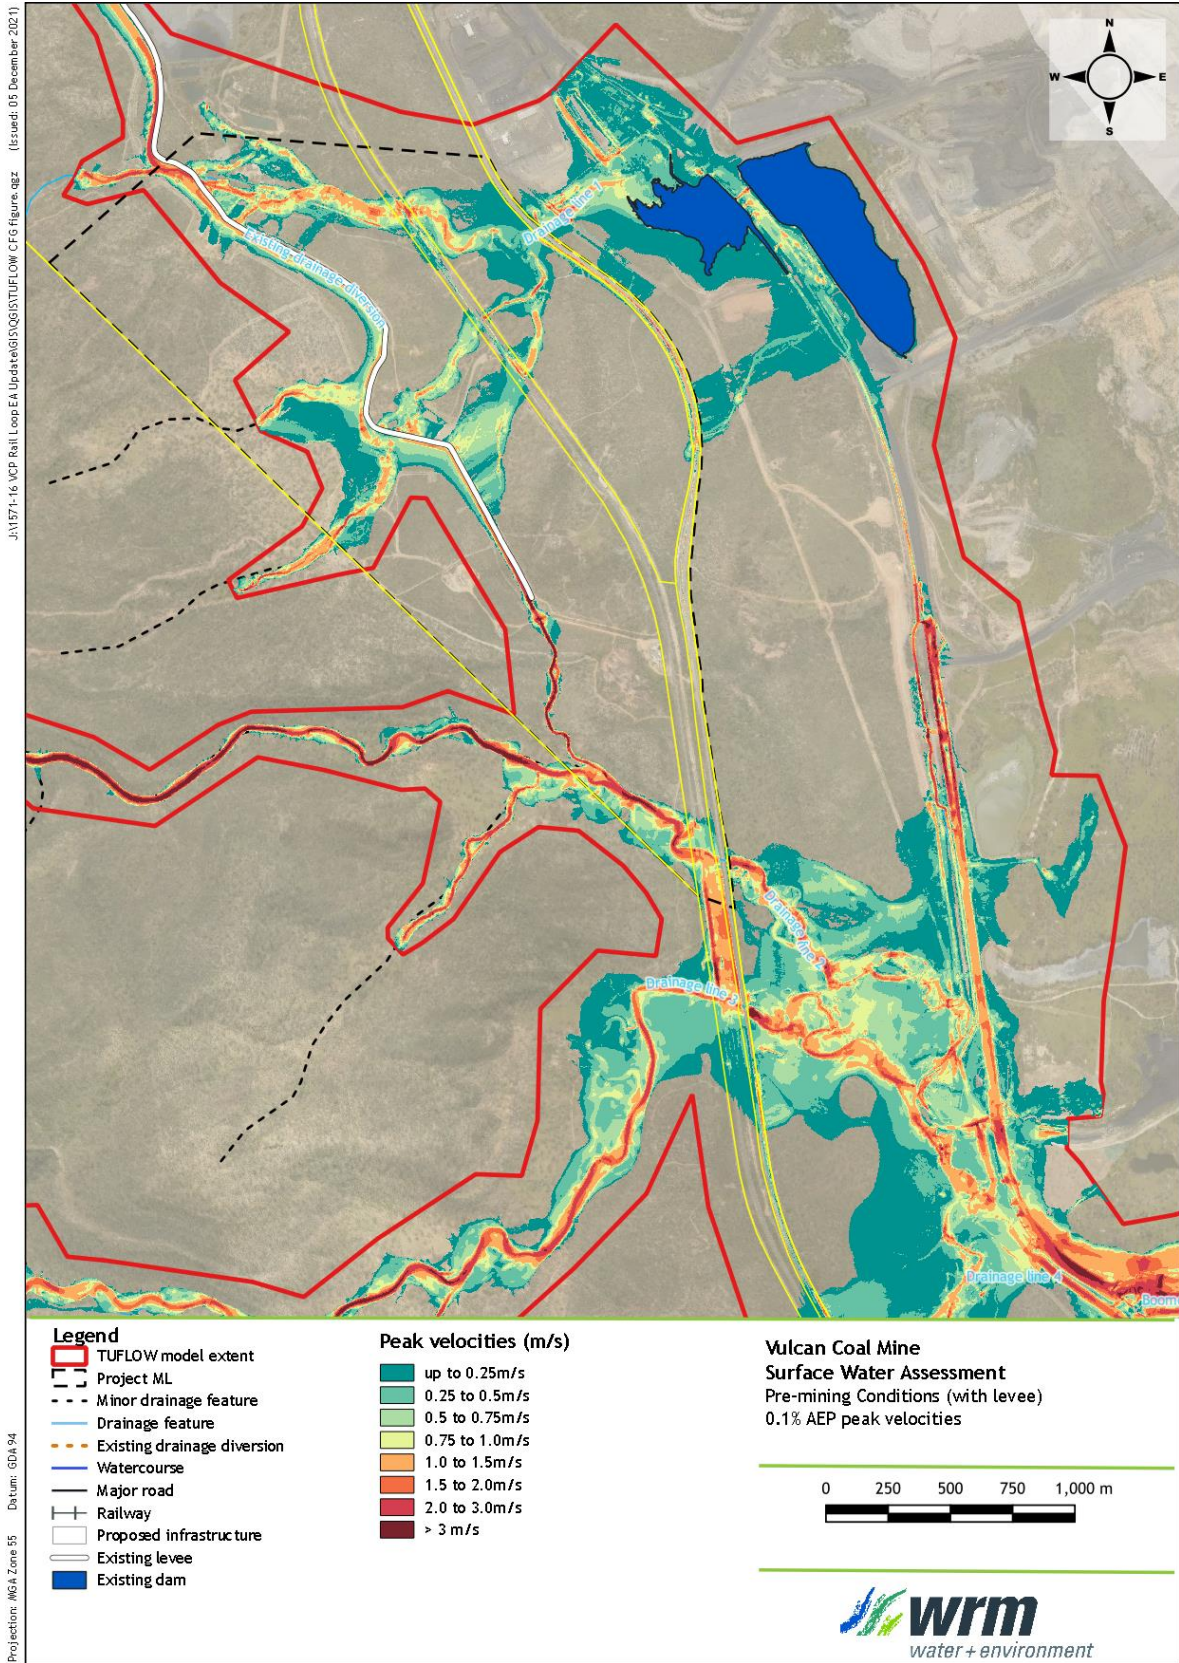 J:\1571-16 VCP Rail Loop EA Update\GIS\QGIS\TUFLOW CFG figure.qgz (Issued: 05 December 2021)
N
W
E
S
Drainage line 1
Existing drainage diversion
Drainage line 2
Drainage line 3
Drainage line 4
Projection: MGA Zone 55 Datum: GDA 94
Legend
TUFLOW model extent
Project ML
Minor drainage feature
Drainage feature
Existing drainage diversion
Watercourse
Major road
Railway
Proposed infrastructure
Existing levee
Existing dam
Peak velocities (m/s)
up to 0.25m/s
0.25 to 0.5m/s
0.5 to 0.75m/s
0.75 to 1.0m/s
1.0 to 1.5m/s
1.5 to 2.0m/s
2.0 to 3.0m/s
> 3 m/s
Vulcan Coal Mine
Surface Water Assessment
Pre-mining Conditions (with levee)
0.1% AEP peak velocities
0 250 500 750 1,000 m
wrm
water + environment